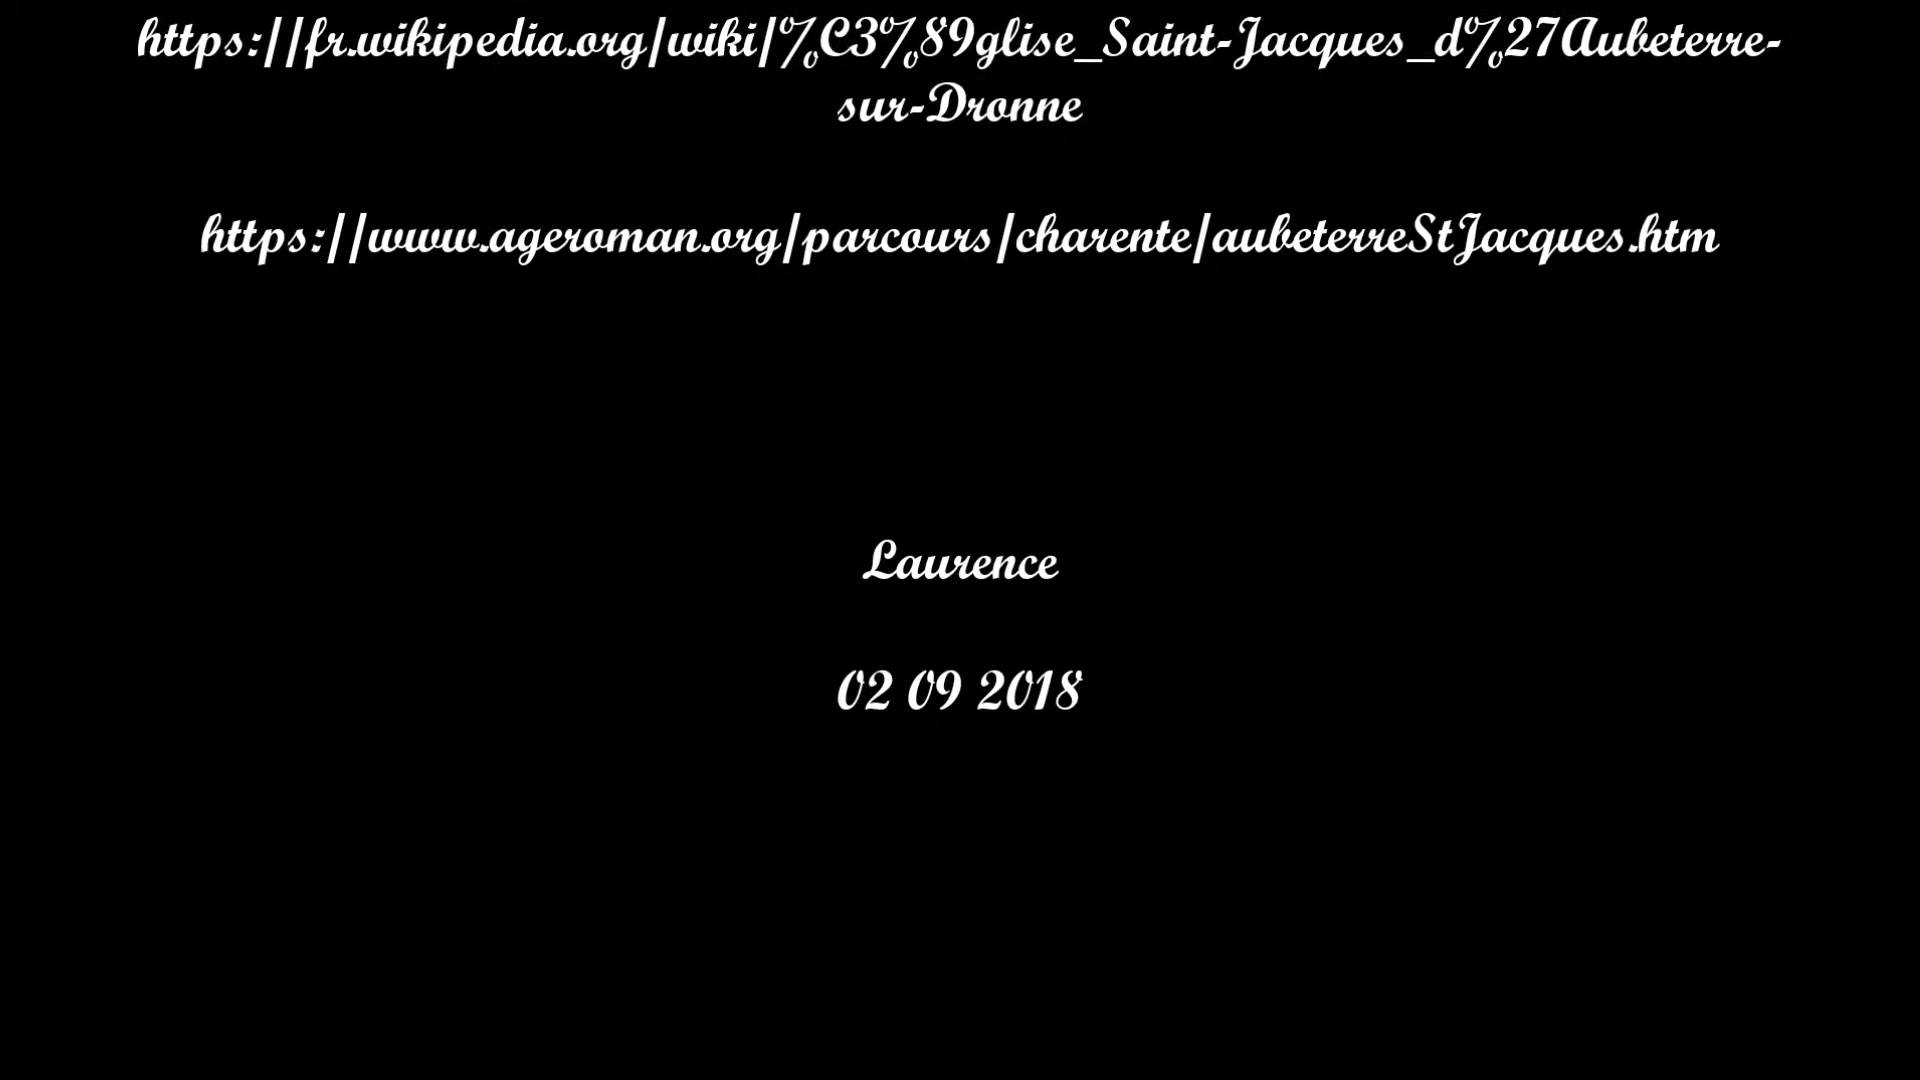 https://fr.wikipedia.org/wiki/%C3%89glise_Saint-Jacques_d%27Aubeterre-
sur-Dronne
https://www.ageroman.org/parcours/charente/aubeterreStJacques.htm
Laurence
02 09 2018